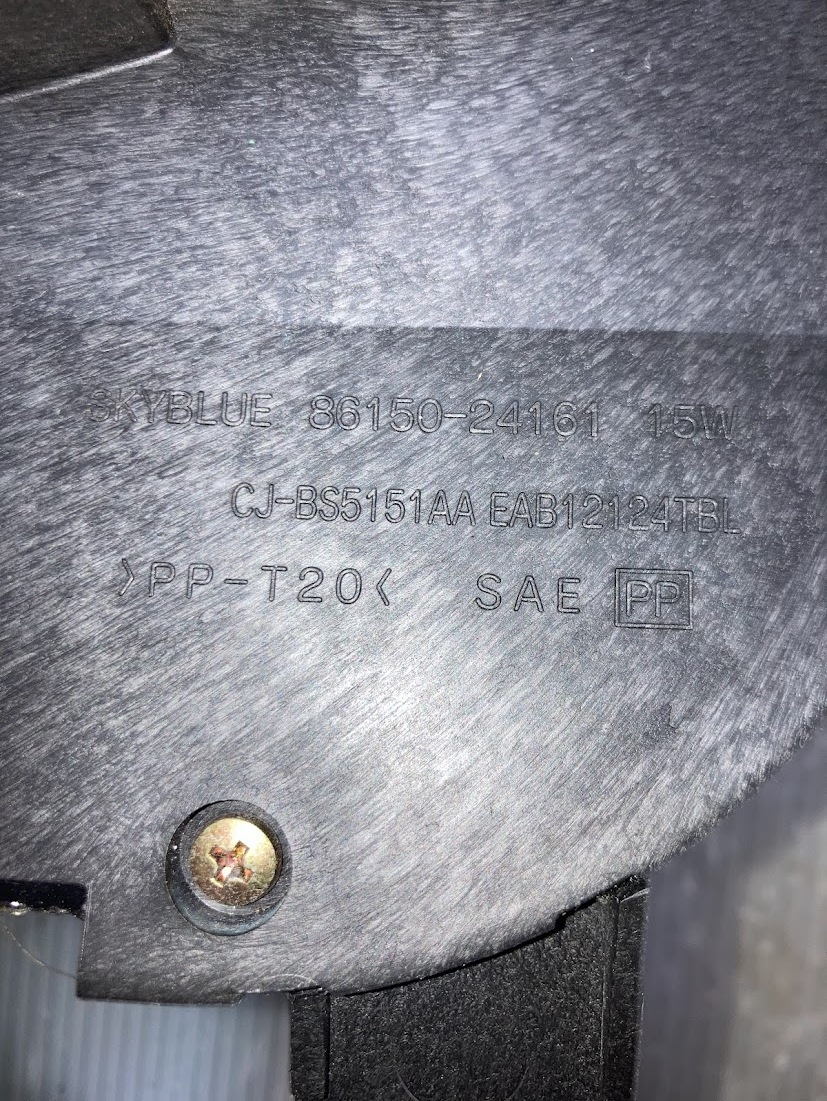 SKYBLUE 86150-24161 15W
CJ-BS5151AA EAB12124TBL
>PP-T20< SAE PP